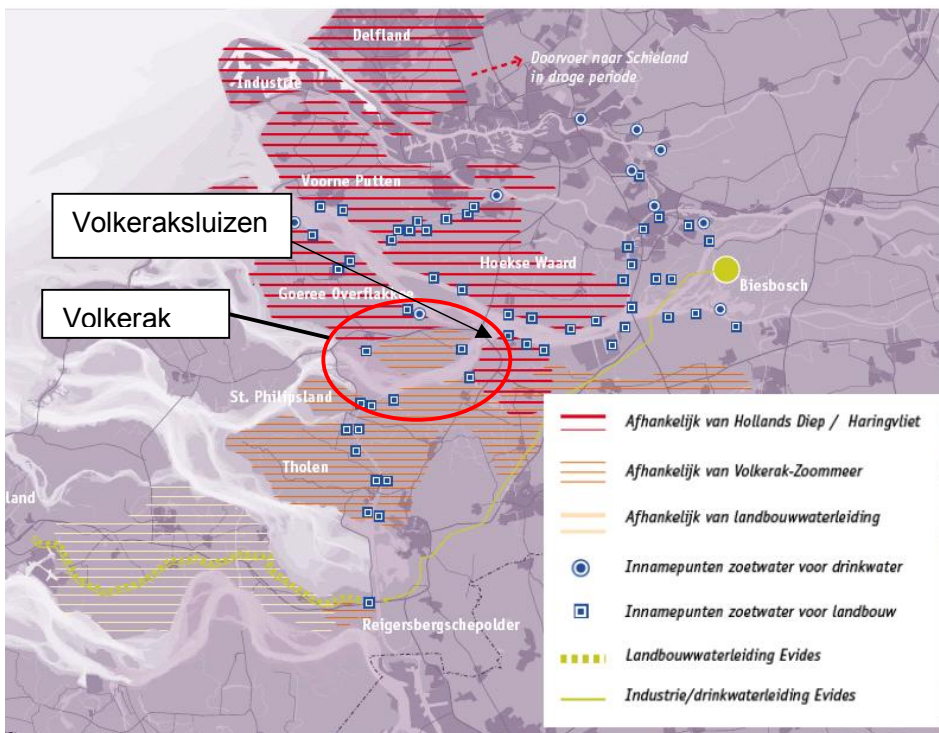 Delfland
Doorvoer naar Schieland
in droge periode
Industrie
Voorne Putten
Volkeraksluizen
Hoekse Waard
Biesbosch
Goeree Overflakkee
Volkerak
St. Philipsland
Tholen
land
Reigersbergschepolder
Afhankelijk van Hollands Diep / Haringvliet
Afhankelijk van Volkerak-Zoommeer
Afhankelijk van landbouwwaterleiding
Innamepunten zoetwater voor drinkwater
Innamepunten zoetwater voor landbouw
Landbouwwaterleiding Evides
Industrie/drinkwaterleiding Evides